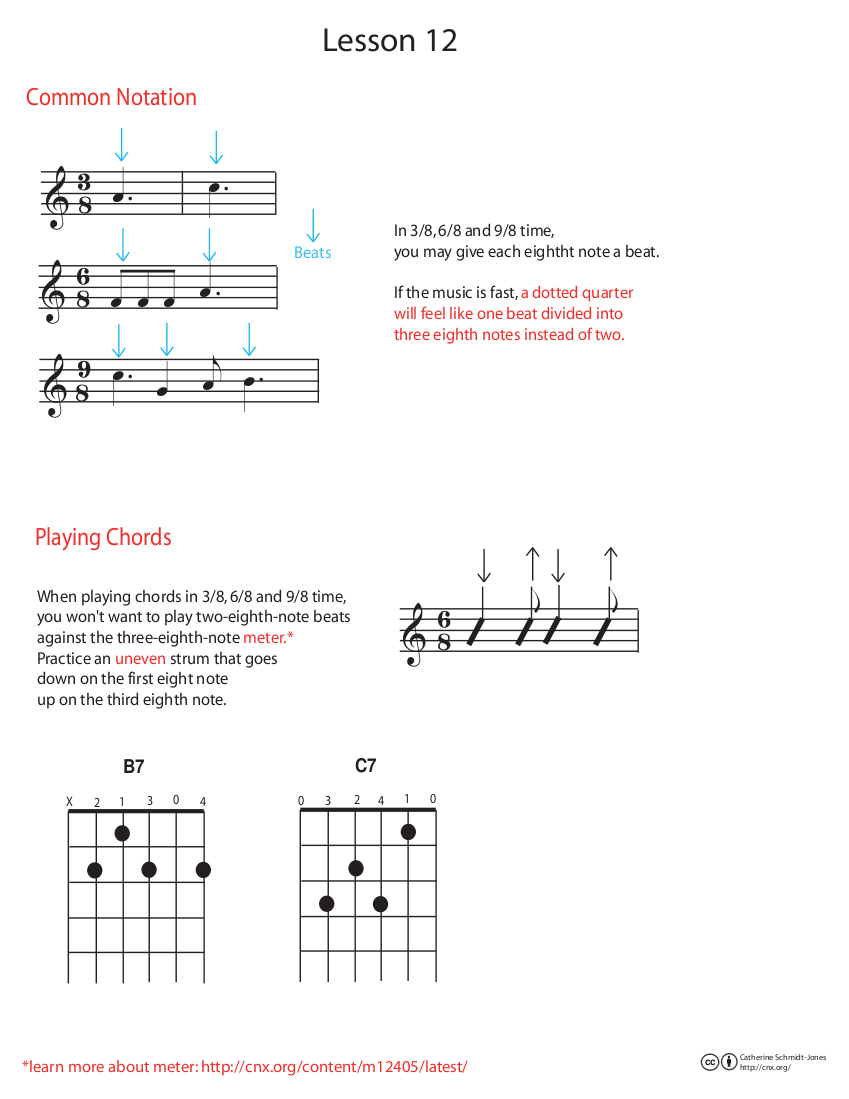 Lesson 12
Common Notation
3
8
Beats
6
8
9
8
In 3/8, 6/8 and 9/8 time,
you may give each eightht note a beat.
If the music is fast, a dotted quarter
will feel like one beat divided into
three eighth notes instead of two.
Playing Chords
When playing chords in 3/8, 6/8 and 9/8 time,
you won't want to play two-eighth-note beats
against the three-eighth-note meter.*
Practice an uneven strum that goes
down on the first eight note
up on the third eighth note.
6
8
B7
X 2 1 3 0 4
C7
0 3 2 4 1 0
*learn more about meter: http://cnx.org/content/m12405/latest/
cc
Catherine Schmidt-Jones
http://cnx.org/